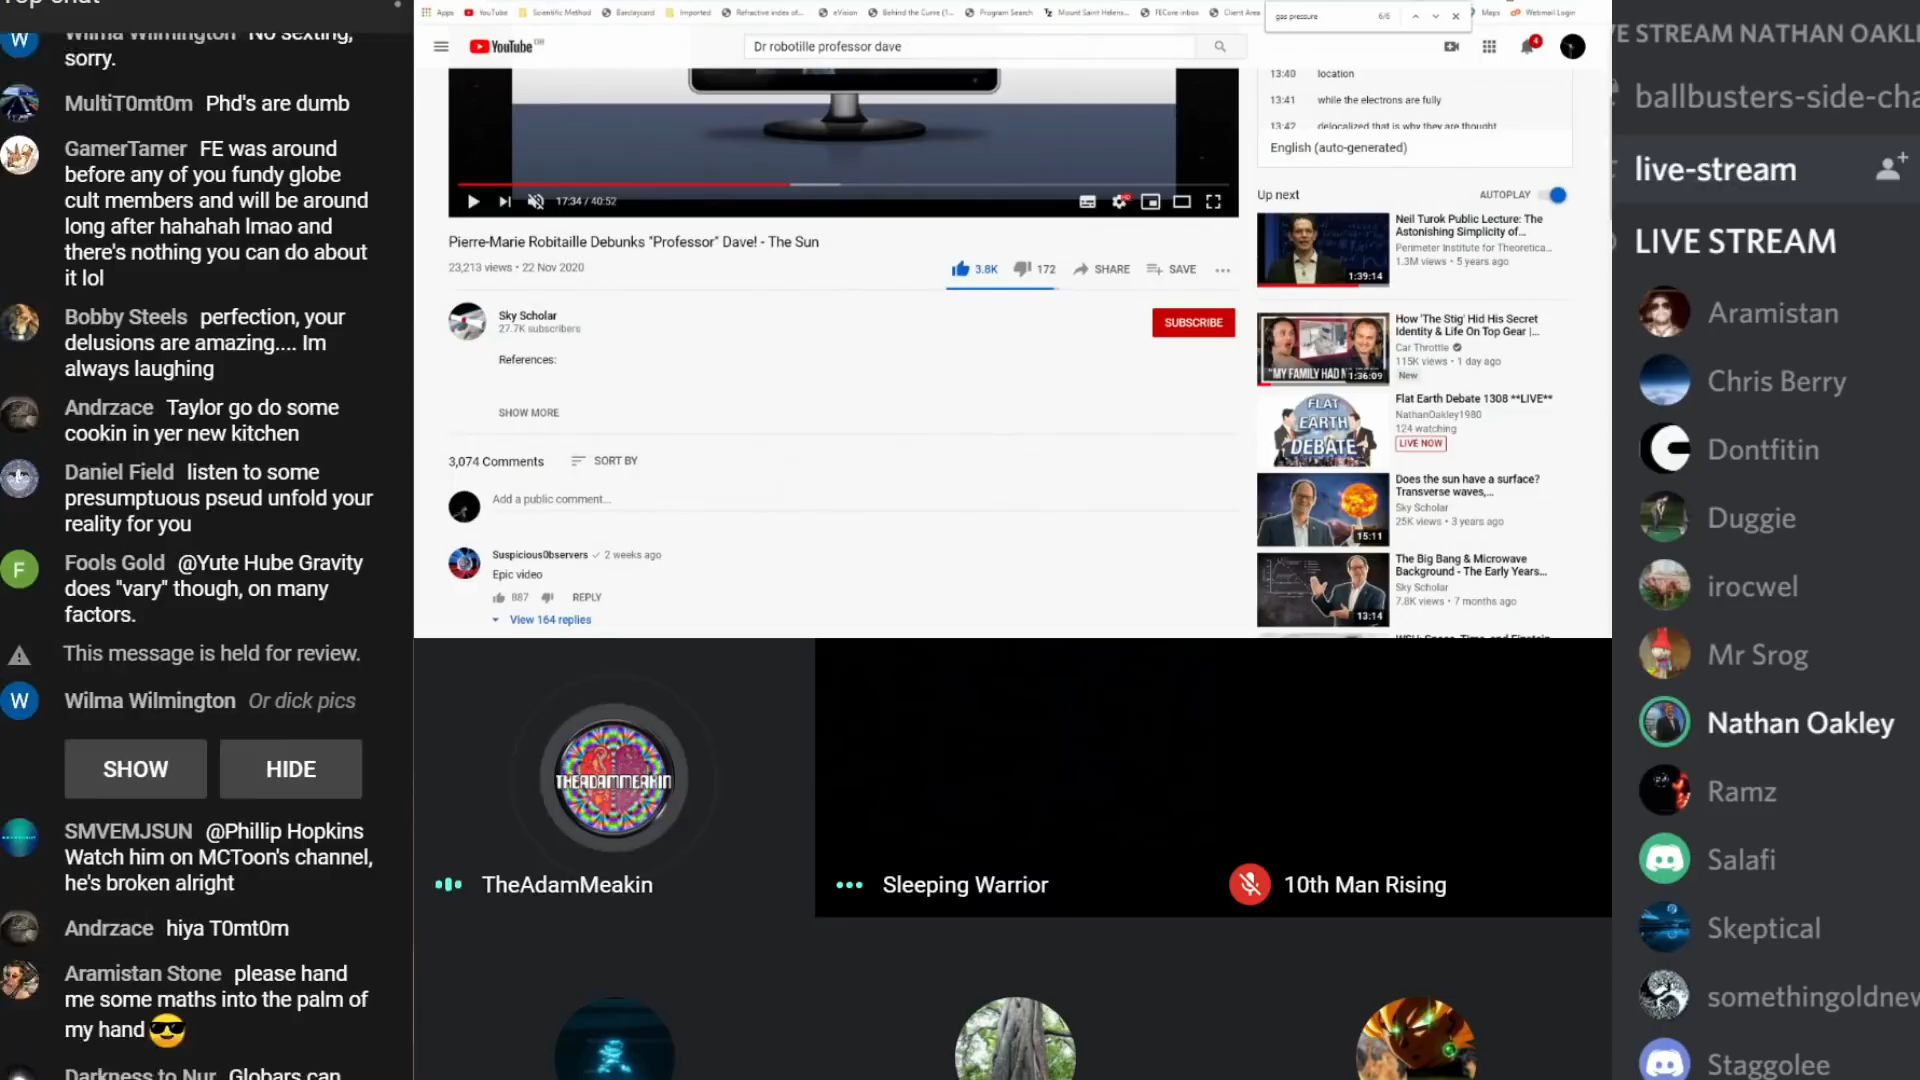 Top chat
Wilma Wilmington No sexting,
sorry.
MultiT0mt0m Phd's are dumb
GamerTamer FE was around
before any of you fundy globe
cult members and will be around
long after hahahah lmao and
there's nothing you can do about
it lol
Bobby Steels perfection, your
delusions are amazing.... Im
always laughing
Andrzace Taylor go do some
cookin in yer new kitchen
Daniel Field listen to some
presumptuous pseud unfold your
reality for you
F
Fools Gold @Yute Hube Gravity
does "vary" though, on many
factors.
This message is held for review.
W
Wilma Wilmington Or dick pics
SHOW HIDE
SMVEMJSUN @Phillip Hopkins
Watch him on MCToon's channel,
he's broken alright
Andrzace hiya T0mt0m
Aramistan Stone please hand
me some maths into the palm of
my hand
Darkness to Nur Globars can
Apps YouTube Scientific Method Barclaycard Imported Refractive index of... eVision Behind the Curve (1... Program Search Mount Saint Helens... FECore inbox Client Area Maps Webmail Login
gas pressure 6/6
YouTube
Dr robotille professor dave
4
13:40 location
13:41 while the electrons are fully
13:42 delocalized that is why they are thought
English (auto-generated)
17:34 / 40:52
Pierre-Marie Robitaille Debunks "Professor" Dave! - The Sun
23,213 views • 22 Nov 2020
3.8K 172 SHARE SAVE
Sky Scholar
27.7K subscribers
SUBSCRIBE
References:
SHOW MORE
3,074 Comments SORT BY
Add a public comment...
Suspicious0bservers 2 weeks ago
Epic video
887 REPLY
View 164 replies
Up next AUTOPLAY
Neil Turok Public Lecture: The
Astonishing Simplicity of...
Perimeter Institute for Theoretica...
1.3M views • 5 years ago
1:39:14
How 'The Stig' Hid His Secret
Identity & Life On Top Gear |...
Car Throttle
115K views • 1 day ago
New
1:36:09
Flat Earth Debate 1308 **LIVE**
NathanOakley1980
124 watching
LIVE NOW
FLAT
EARTH
DEBATE
Does the sun have a surface?
Transverse waves,...
Sky Scholar
25K views • 3 years ago
15:11
The Big Bang & Microwave
Background - The Early Years...
Sky Scholar
7.8K views • 7 months ago
13:14
THEADAMMEAKIN
TheAdamMeakin
Sleeping Warrior
10th Man Rising
VE STREAM NATHAN OAKLE
ballbusters-side-cha
live-stream
LIVE STREAM
Aramistan
Chris Berry
Dontfitin
Duggie
irocwel
Mr Srog
Nathan Oakley
Ramz
Salafi
Skeptical
somethingoldnew
Staggolee